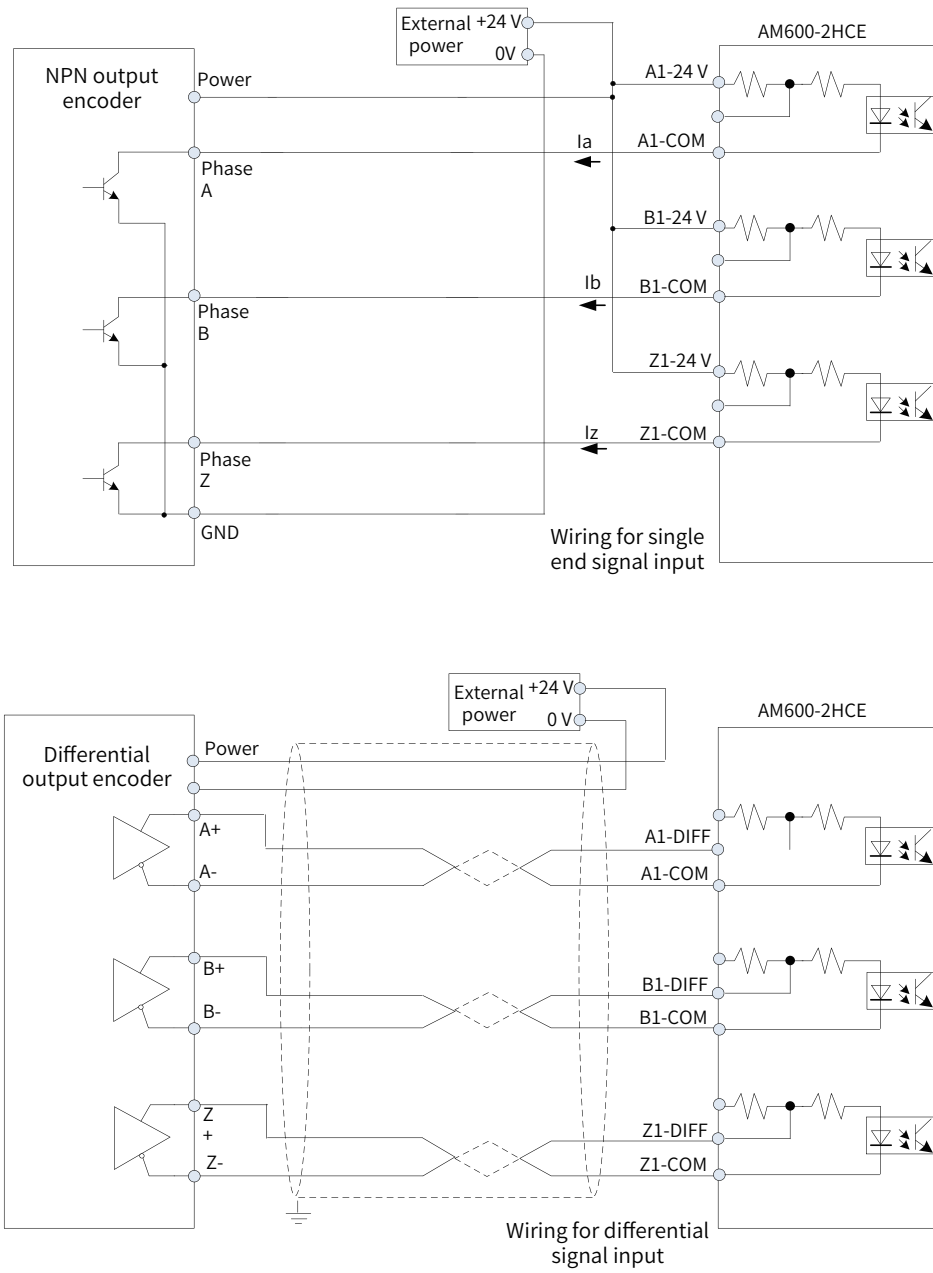 External +24 V
power
0V
AM600-2HCE
NPN output
encoder
Power
A1-24 V
Ia
A1-COM
Phase
A
B1-24 V
Ib
B1-COM
Phase
B
Z1-24 V
Iz
Z1-COM
Phase
Z
GND
Wiring for single
end signal input
External +24 V
power
0 V
AM600-2HCE
Differential
output encoder
Power
A+
A1-DIFF
A-
A1-COM
B+
B1-DIFF
B-
B1-COM
Z
+
Z1-DIFF
Z-
Z1-COM
Wiring for differential
signal input